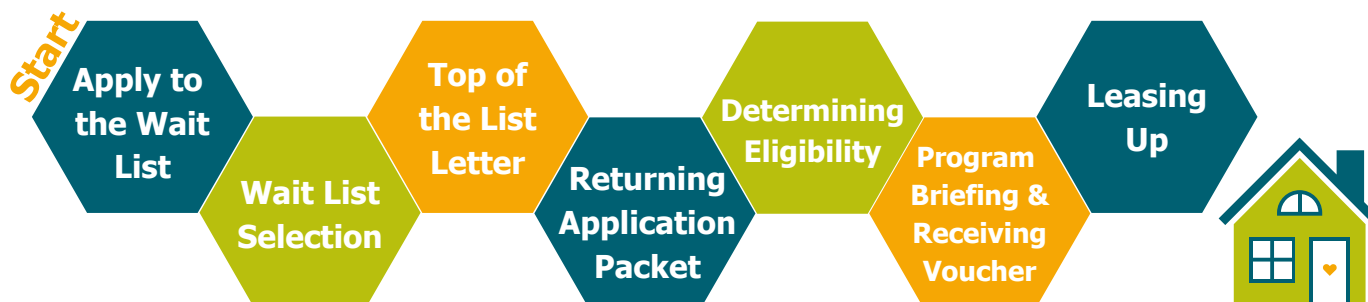 Start
Apply to
the Wait
List
Wait List
Selection
Top of
the List
Letter
Returning
Application
Packet
Determining
Eligibility
Program
Briefing &
Receiving
Voucher
Leasing
Up